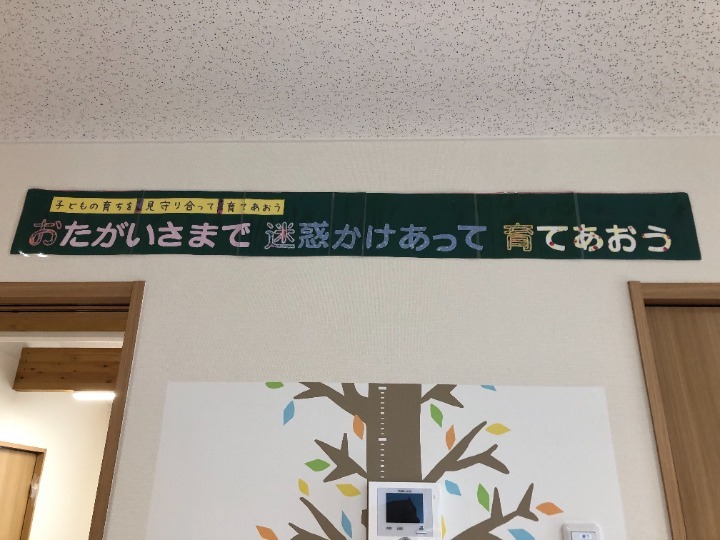 子どもの育ちを見守り合って育てあおう
おたがいさまで 迷惑かけあって 育てあおう